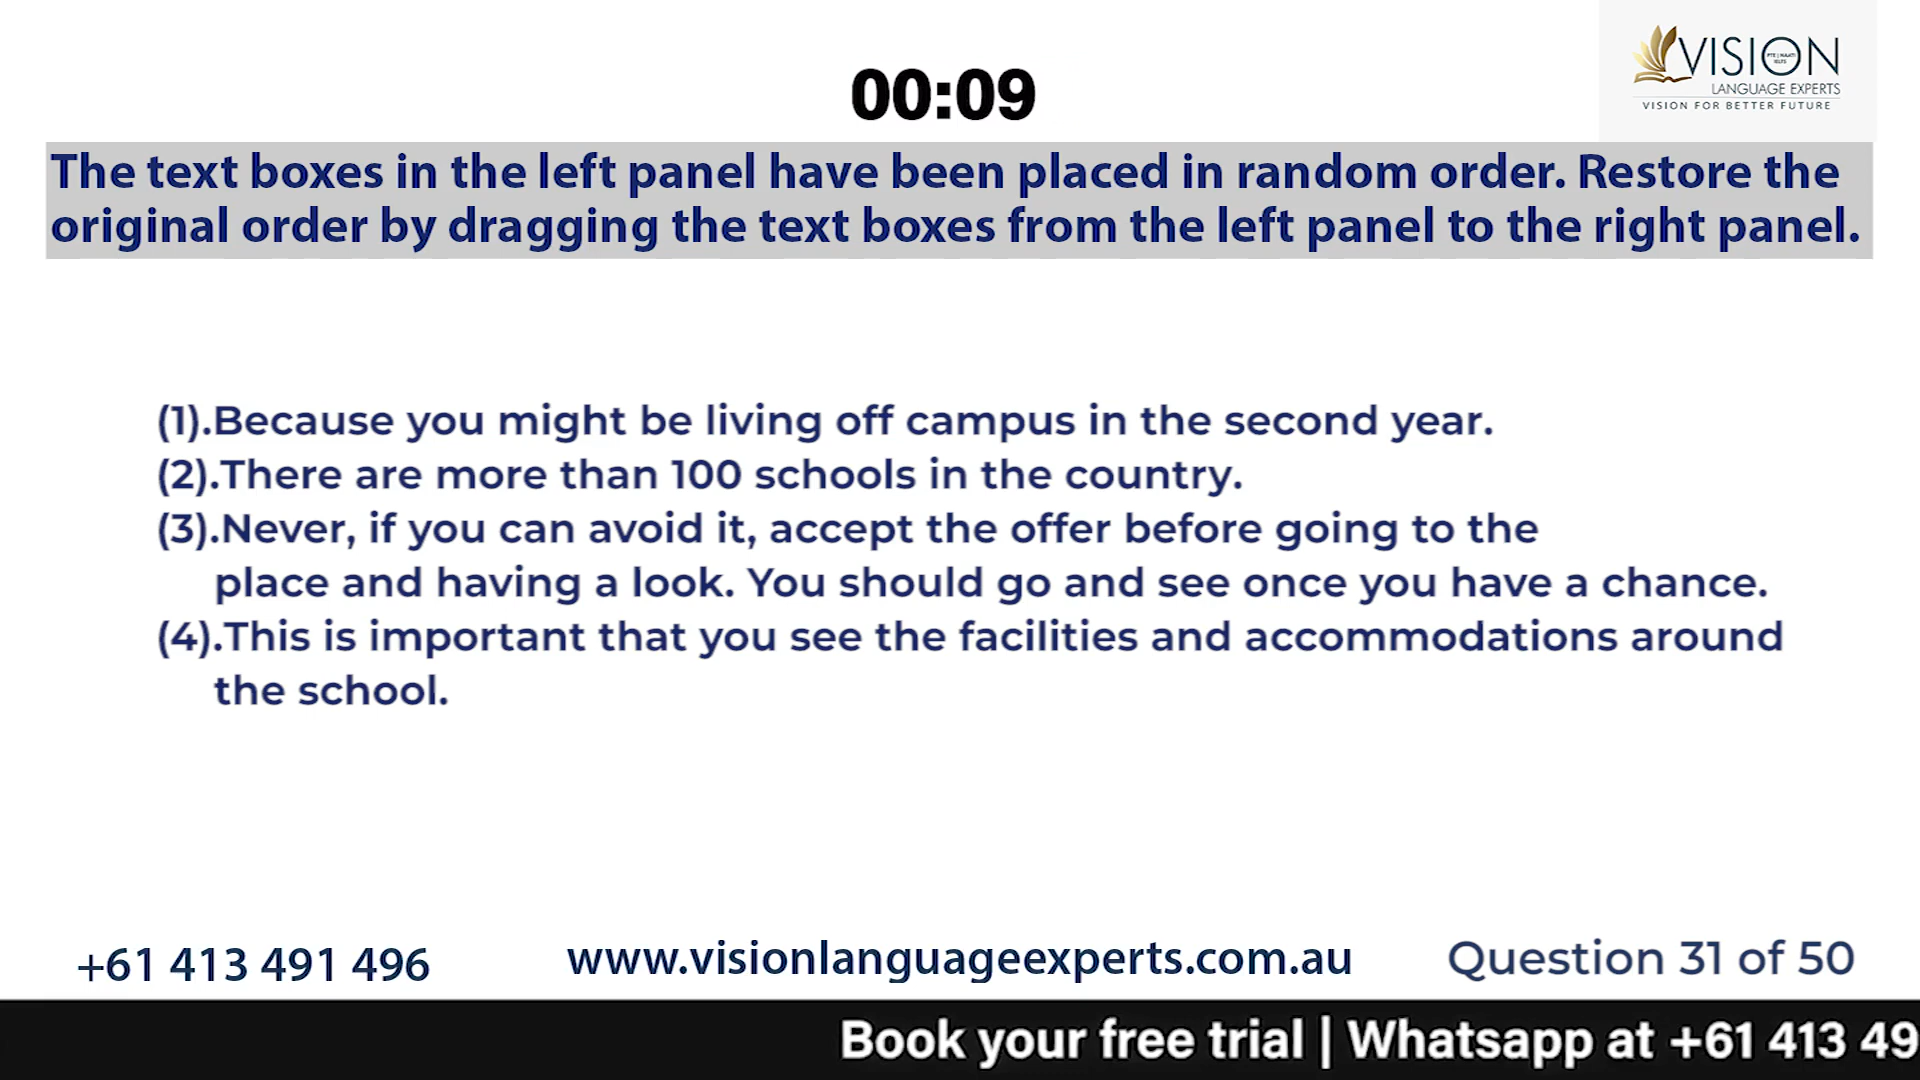 VISION
PTE | NAATI
IELTS
LANGUAGE EXPERTS
VISION FOR BETTER FUTURE
00:09
The text boxes in the left panel have been placed in random order. Restore the
original order by dragging the text boxes from the left panel to the right panel.
(1).Because you might be living off campus in the second year.
(2).There are more than 100 schools in the country.
(3).Never, if you can avoid it, accept the offer before going to the
place and having a look. You should go and see once you have a chance.
(4).This is important that you see the facilities and accommodations around
the school.
+61 413 491 496
www.visionlanguageexperts.com.au
Question 31 of 50
Book your free trial | Whatsapp at +61 413 49